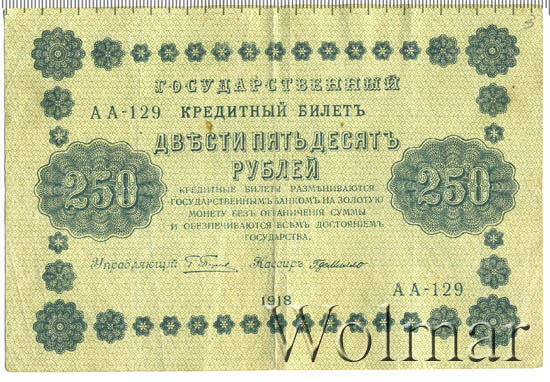 ГОСУДАРСТВЕННЫЙ
АА-129 КРЕДИТНЫЙ БИЛЕТЪ
ДВѢСТИ ПЯТЬДЕСЯТЪ
РУБЛЕЙ
250 250
КРЕДИТНЫЕ БИЛЕТЫ РАЗМѢНИВАЮТСЯ
ГОСУДАРСТВЕННЫМЪ БАНКОМЪ НА ЗОЛОТУЮ
МОНЕТУ БЕЗЪ ОГРАНИЧЕНІЯ СУММЫ
И ОБЕЗПЕЧИВАЮТСЯ ВСѢМЪ ДОСТОЯНІЕМЪ
ГОСУДАРСТВА.
Управляющій Кассиръ
АА-129
1918
Wolmar